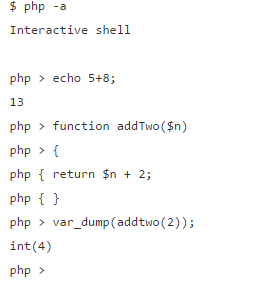 $ php -a
Interactive shell
php > echo 5+8;
13
php > function addTwo($n)
php > {
php { return $n + 2;
php { }
php > var_dump(addtwo(2));
int(4)
php >